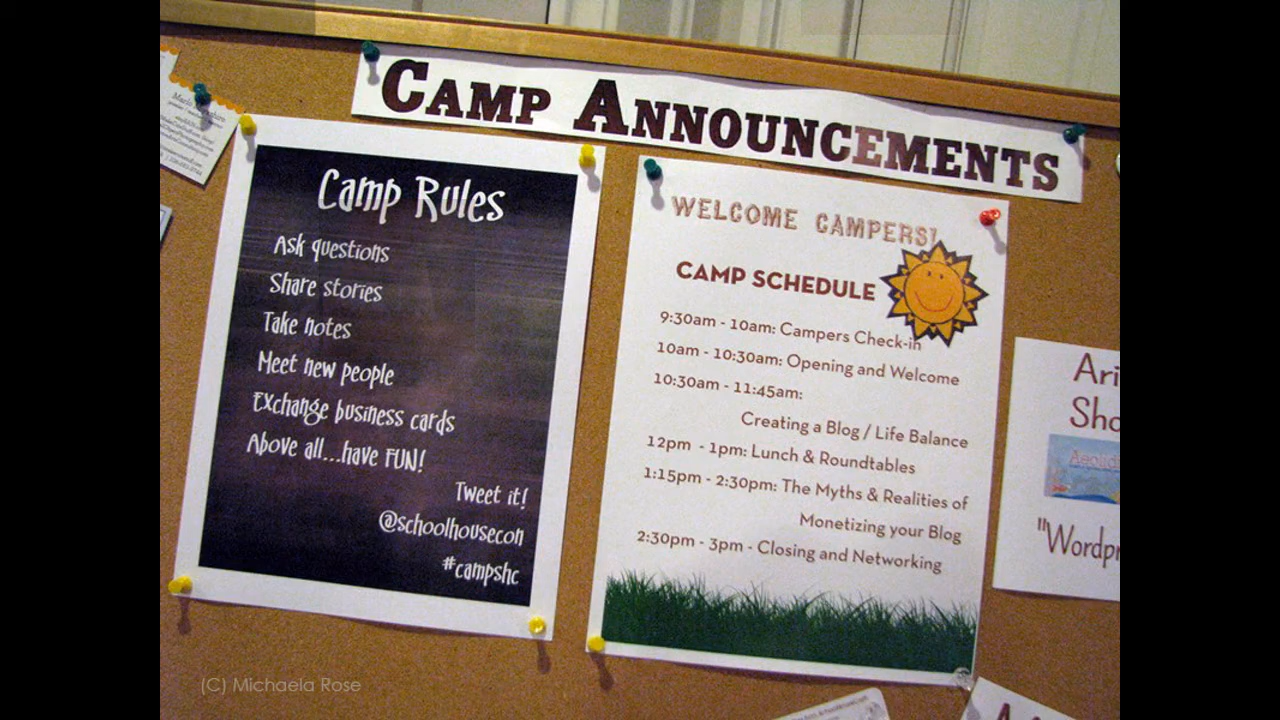 CAMP ANNOUNCEMENTS
Camp Rules
Ask questions
Share stories
Take notes
Meet new people
Exchange business cards
Above all...have FUN!
Tweet it!
@schoolhousecon
#campshc
WELCOME CAMPERS!
CAMP SCHEDULE
9:30am - 10am: Campers Check-in
10am - 10:30am: Opening and Welcome
10:30am - 11:45am:
Creating a Blog / Life Balance
12pm - 1pm: Lunch & Roundtables
1:15pm - 2:30pm: The Myths & Realities of
Monetizing your Blog
2:30pm - 3pm - Closing and Networking
Ari
Sho
"Wordpr
(C) Michaela Rose